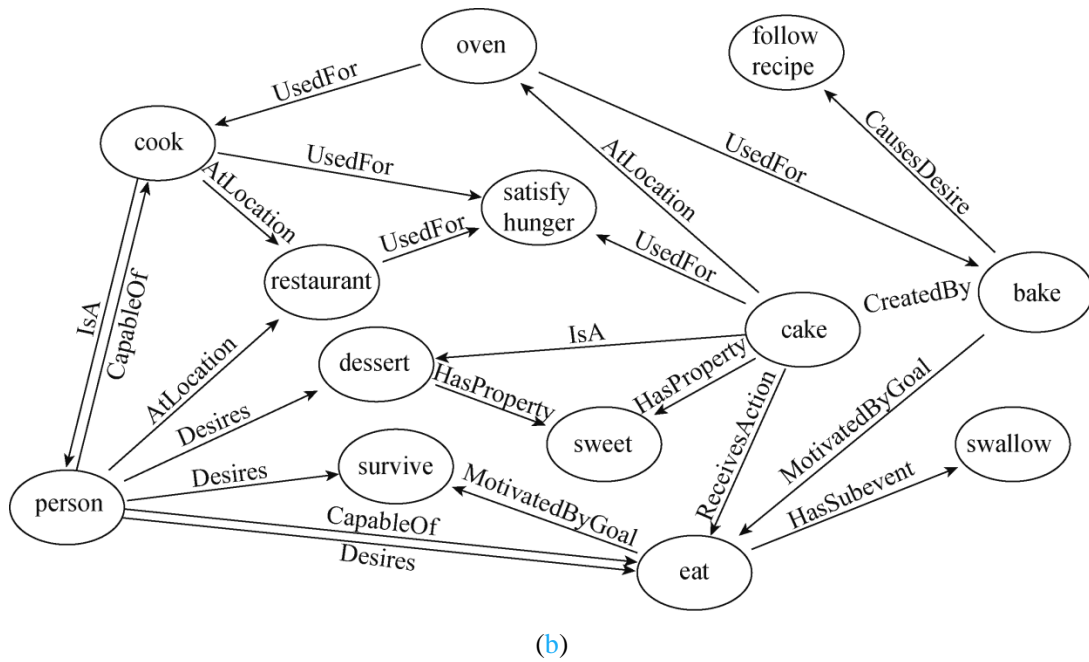 oven
follow
recipe
UsedFor
cook
UsedFor
AtLocation
UsedFor
AtLocation
CausesDesire
satisfy
hunger
UsedFor
restaurant
UsedFor
IsA
CapableOf
CreatedBy
bake
cake
IsA
dessert
HasProperty
HasProperty
AtLocation
Desires
sweet
ReceivesAction
MotivatedByGoal
swallow
survive
Desires
MotivatedByGoal
HasSubevent
person
CapableOf
Desires
eat
(b)